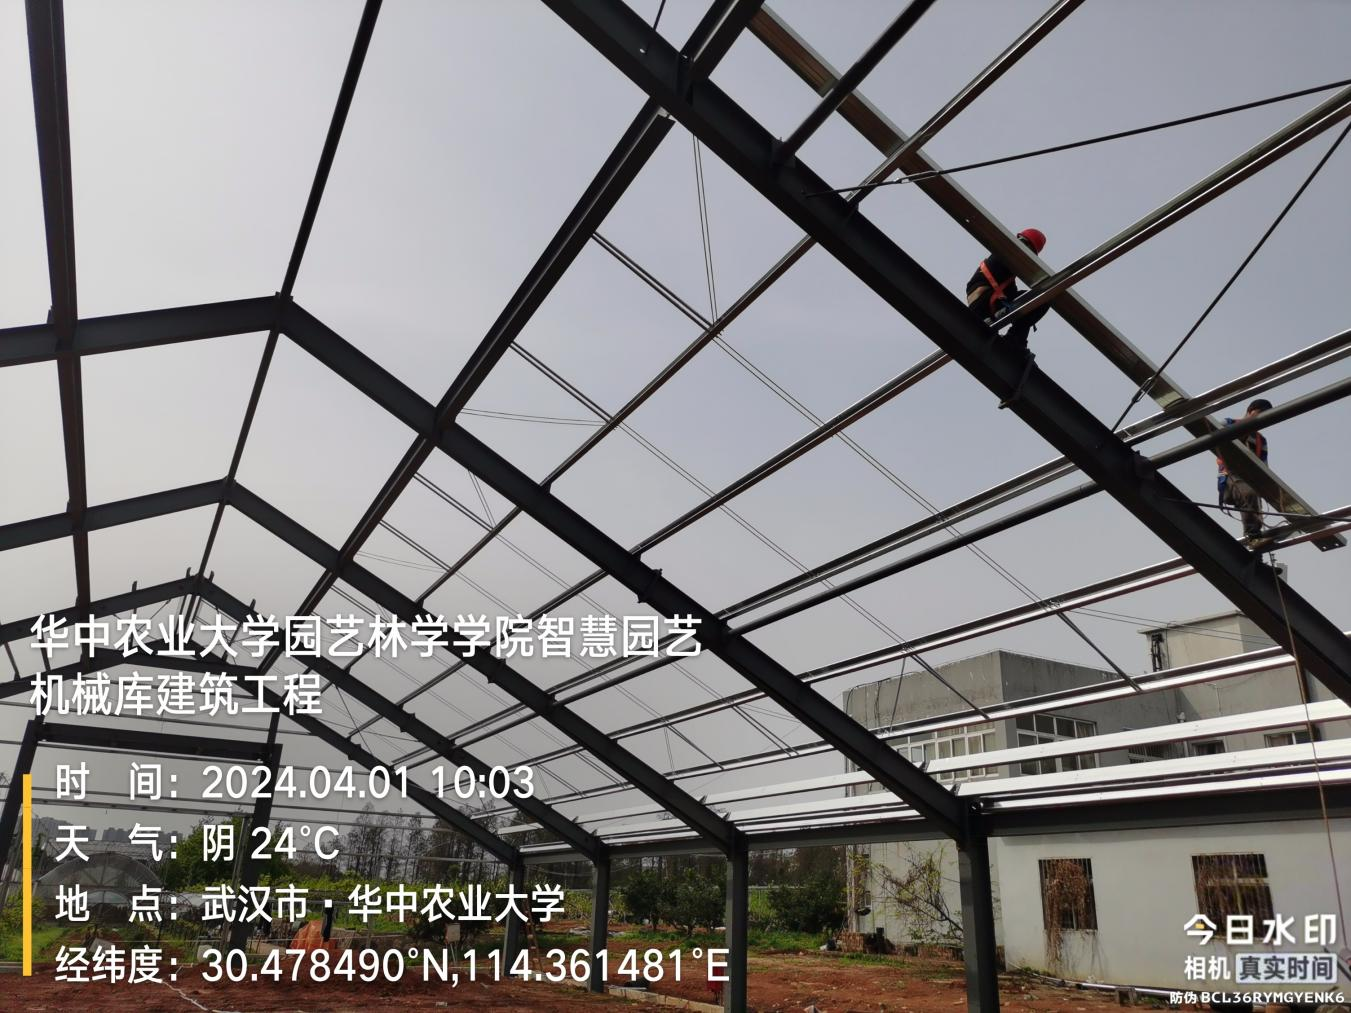 华中农业大学园艺林学学院智慧园艺
机械库建筑工程
时 间：2024.04.01 10:03
天 气：阴 24°C
地 点：武汉市·华中农业大学
经纬度：30.478490°N,114.361481°E
今日水印
相机 真实时间
防伪 BCL36RYMGYENK6